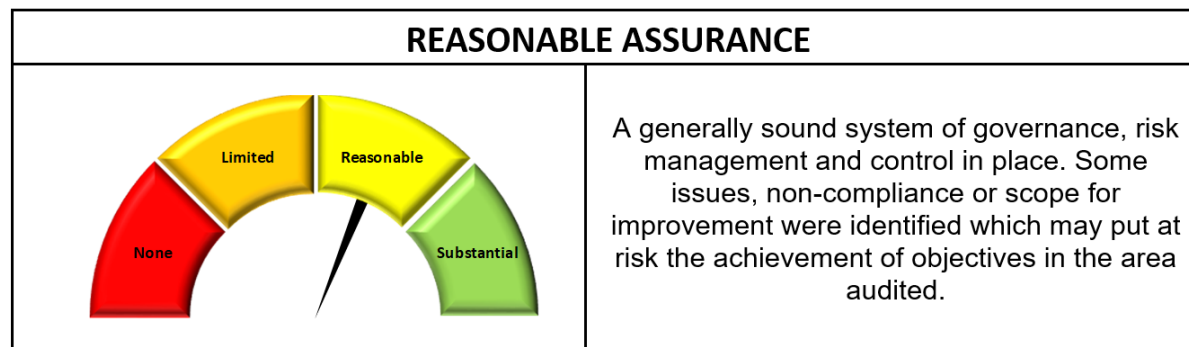 REASONABLE ASSURANCE
Limited
Reasonable
None
Substantial
A generally sound system of governance, risk
management and control in place. Some
issues, non-compliance or scope for
improvement were identified which may put at
risk the achievement of objectives in the area
audited.